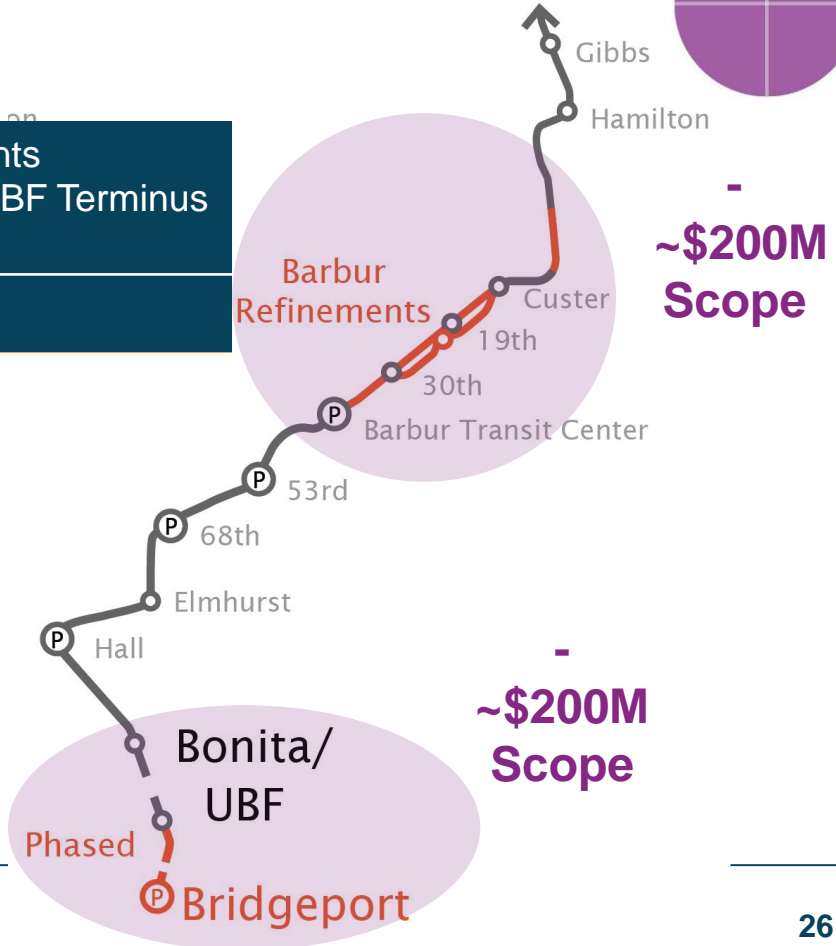 Gibbs
Hamilton
nts
BF Terminus
-
~$200M
Scope
Barbur
Refinements
Custer
19th
30th
P
Barbur Transit Center
P
53rd
P
68th
Elmhurst
P
Hall
-
~$200M
Scope
Bonita/
UBF
Phased
P
Bridgeport
26